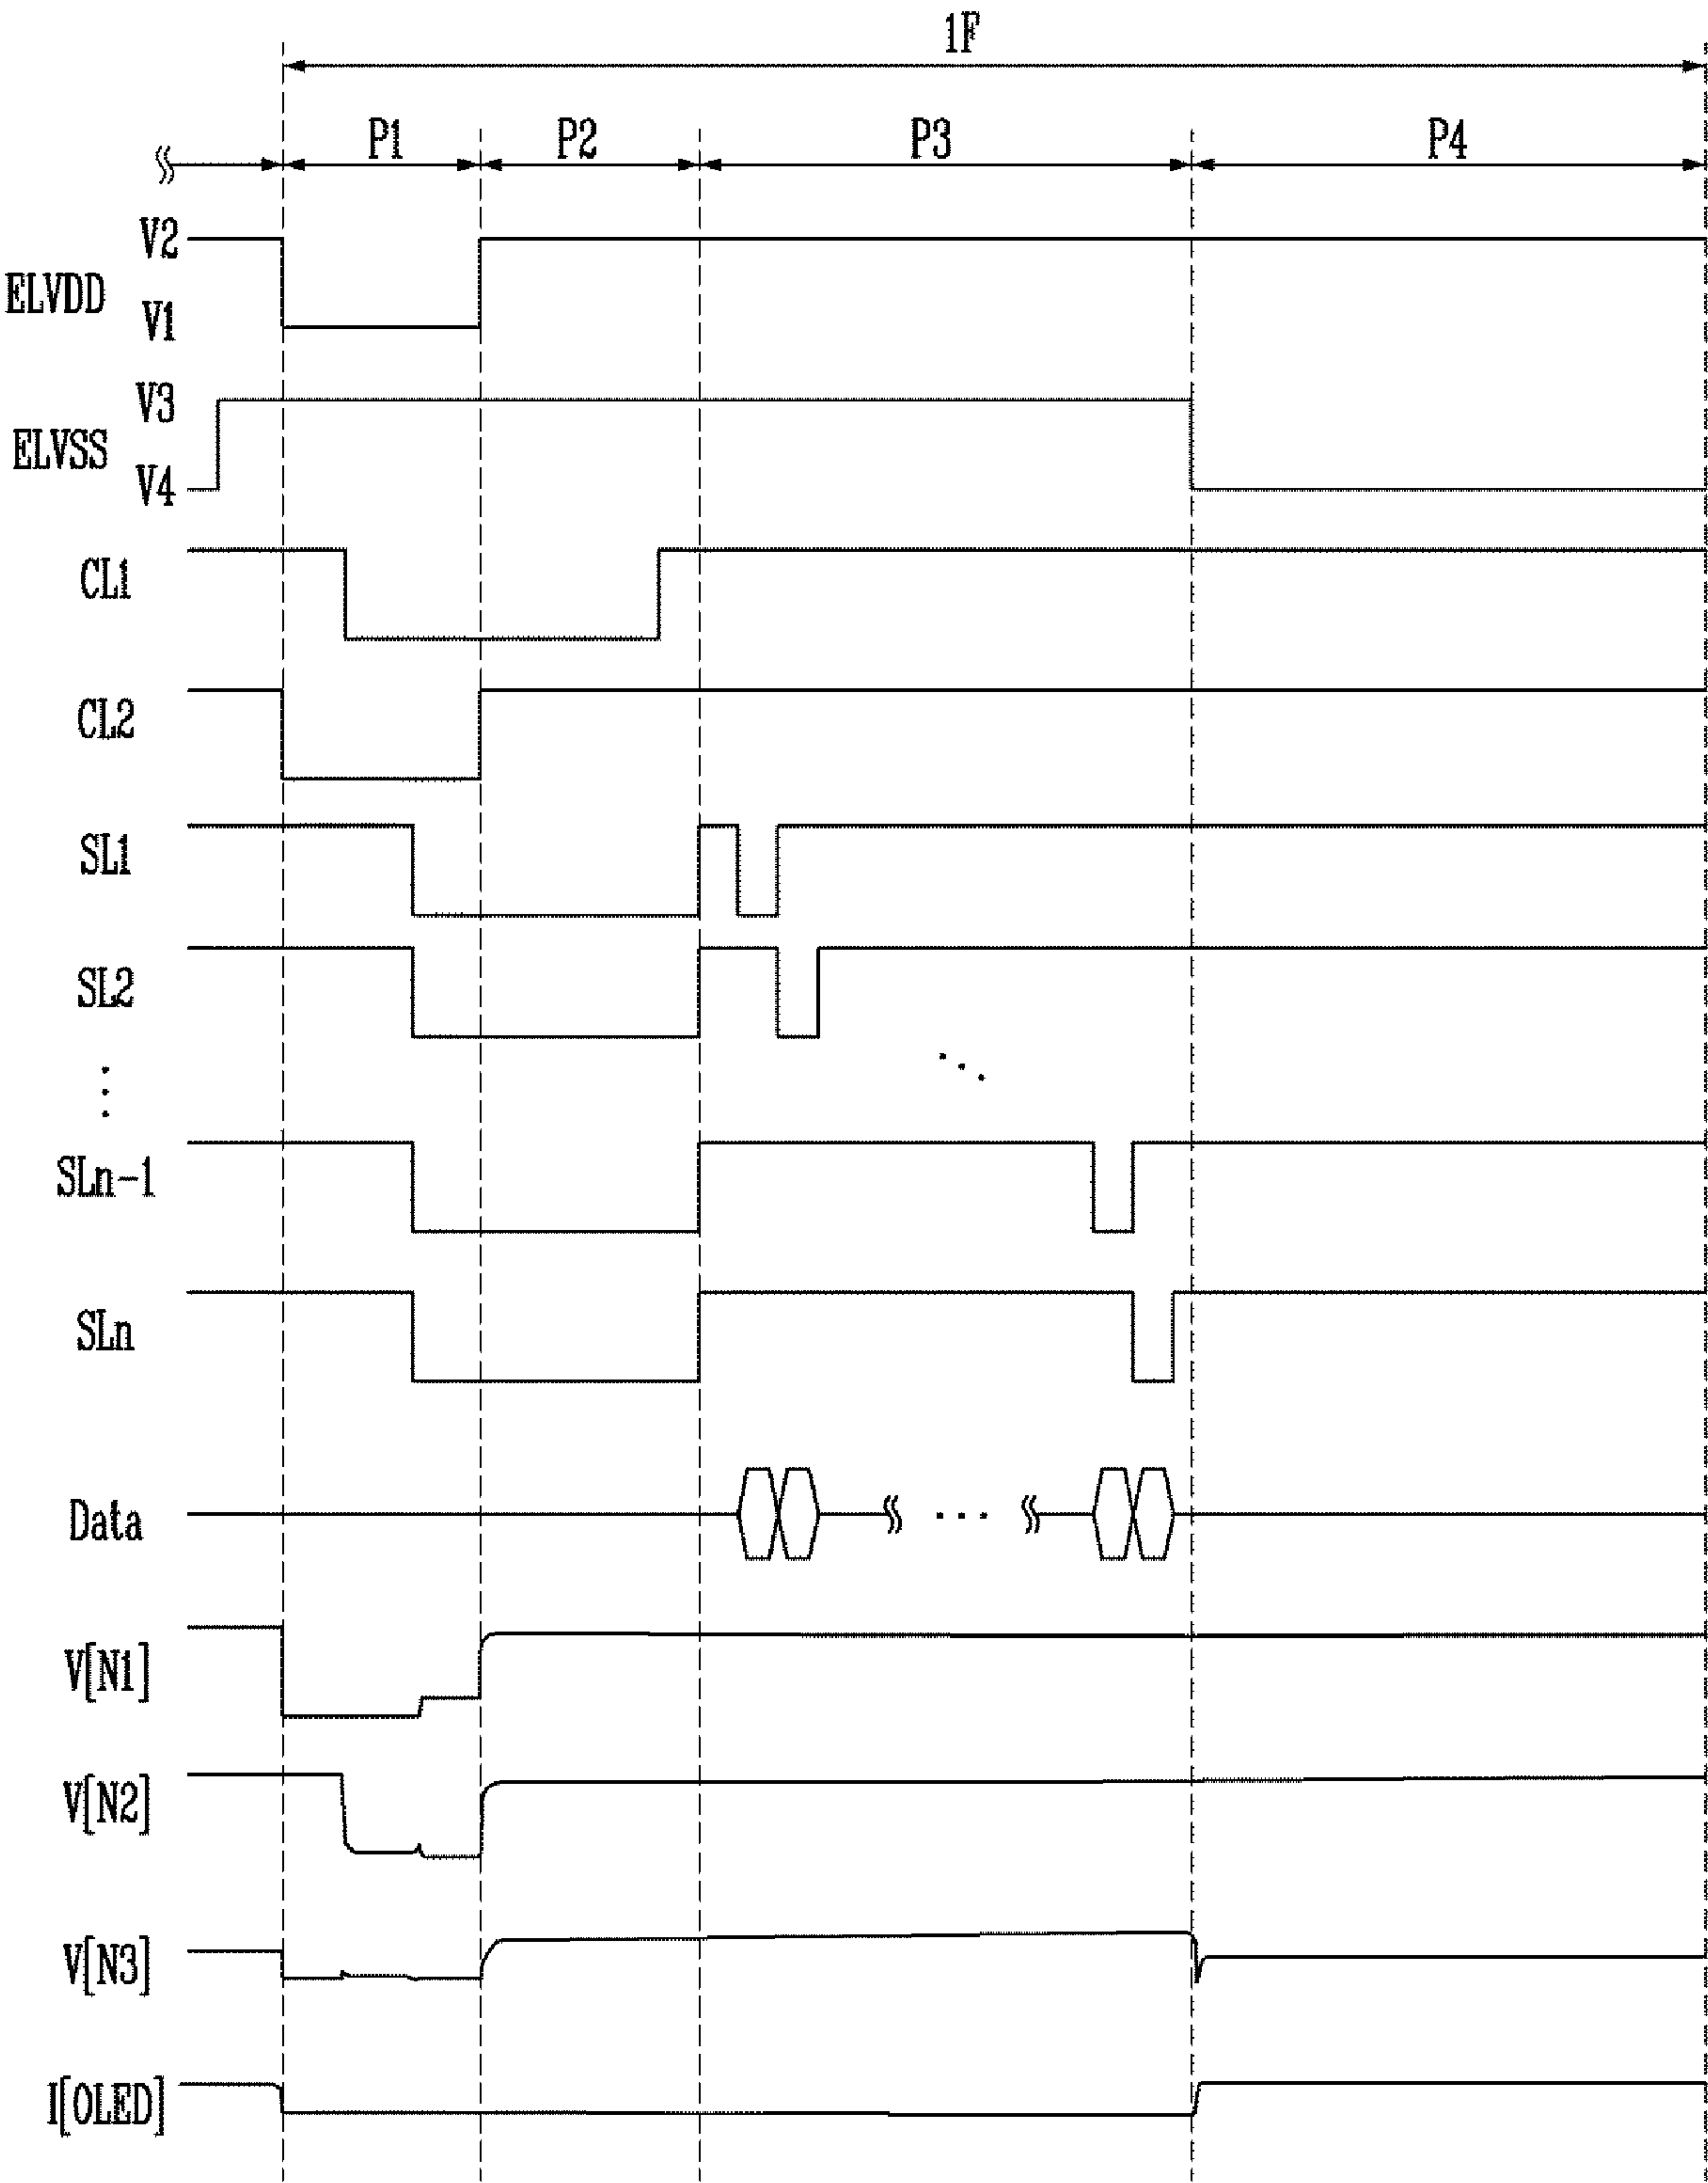 1F
P1 P2 P3 P4
V2
ELVDD
V1
V3
ELVSS
V4
CL1
CL2
SL1
SL2
SLn-1
SLn
Data
V[N1]
V[N2]
V[N3]
I[OLED]